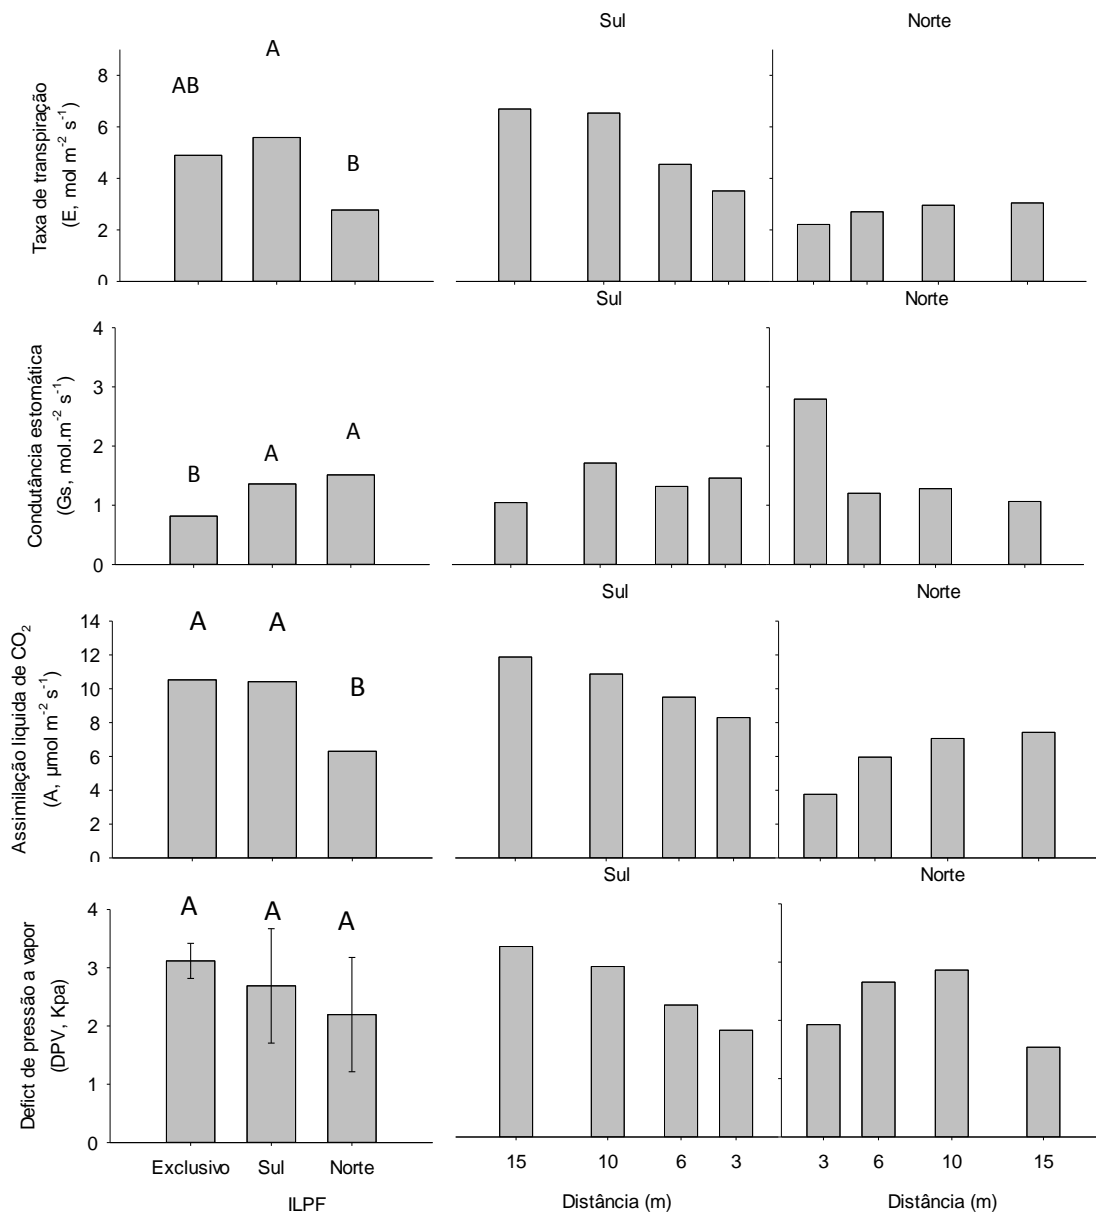 Sul Norte
Taxa de transpiração
(E, mol m-2 s-1)
8
6
4
2
0
AB A B
Sul Norte
Condutância estomática
(Gs, mol.m-2 s-1)
4
3
2
1
0
B A A
Sul Norte
Assimilação liquida de CO2
(A, µmol m-2 s-1)
14
12
10
8
6
4
2
0
A A B
Sul Norte
Defict de pressão a vapor
(DPV, Kpa)
4
3
2
1
0
A A A
Exclusivo Sul Norte 15 10 6 3 3 6 10 15
ILPF Distância (m) Distância (m)